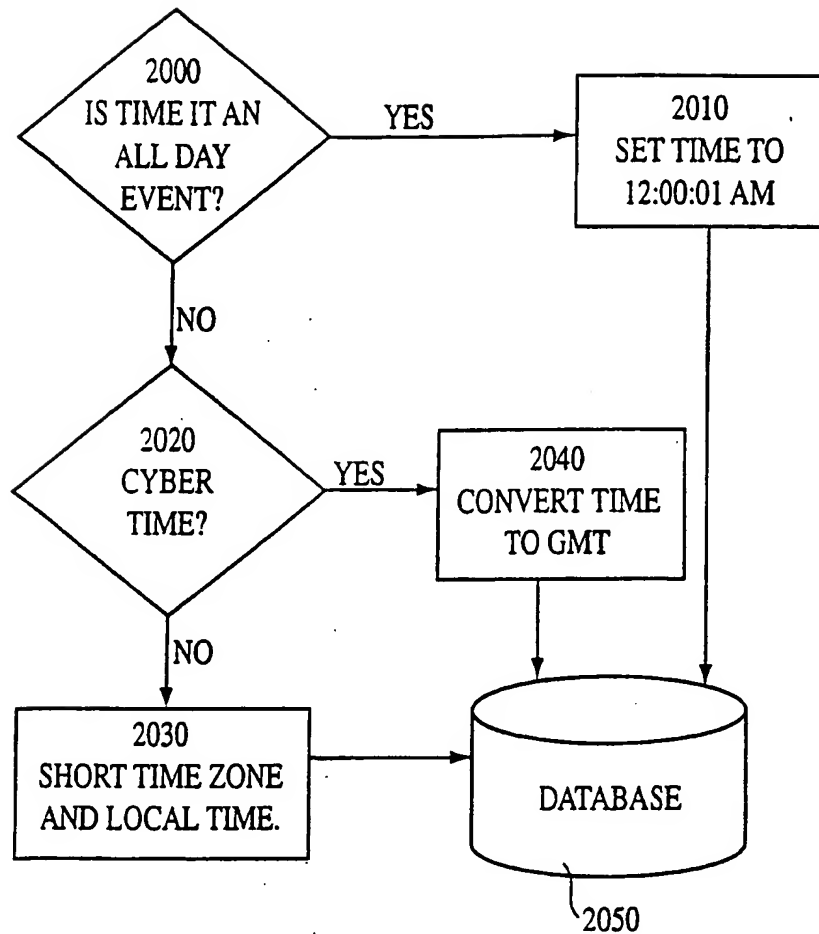 2000
IS TIME IT AN
ALL DAY
EVENT?
YES
2010
SET TIME TO
12:00:01 AM
NO
2020
CYBER
TIME?
YES
2040
CONVERT TIME
TO GMT
NO
2030
SHORT TIME ZONE
AND LOCAL TIME.
DATABASE
2050